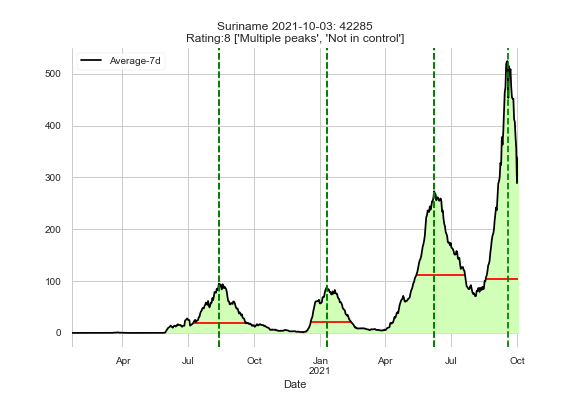 Suriname 2021-10-03: 42285
Rating:8 ['Multiple peaks', 'Not in control']
Average-7d
500
400
300
200
100
0
Apr Jul Oct Jan Apr Jul Oct
2021
Date